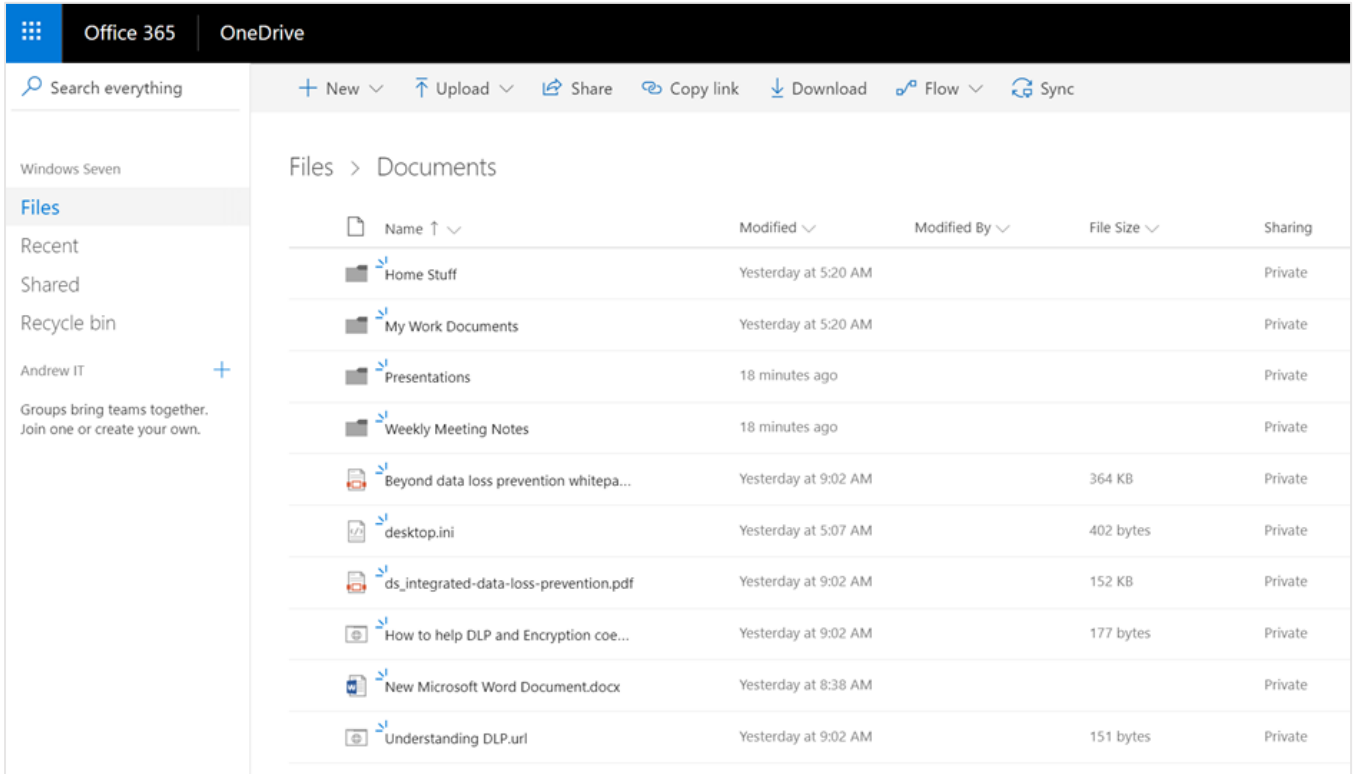 Office 365 OneDrive
Search everything
New Upload Share Copy link Download Flow Sync
Windows Seven
Files
Recent
Shared
Recycle bin
Andrew IT
Groups bring teams together.
Join one or create your own.
Files > Documents
Name ↑ Modified Modified By File Size Sharing
Home Stuff Yesterday at 5:20 AM Private
My Work Documents Yesterday at 5:20 AM Private
Presentations 18 minutes ago Private
Weekly Meeting Notes 18 minutes ago Private
Beyond data loss prevention whitepa... Yesterday at 9:02 AM 364 KB Private
desktop.ini Yesterday at 5:07 AM 402 bytes Private
ds_integrated-data-loss-prevention.pdf Yesterday at 9:02 AM 152 KB Private
How to help DLP and Encryption coe... Yesterday at 9:02 AM 177 bytes Private
New Microsoft Word Document.docx Yesterday at 8:38 AM Private
Understanding DLP.url Yesterday at 9:02 AM 151 bytes Private